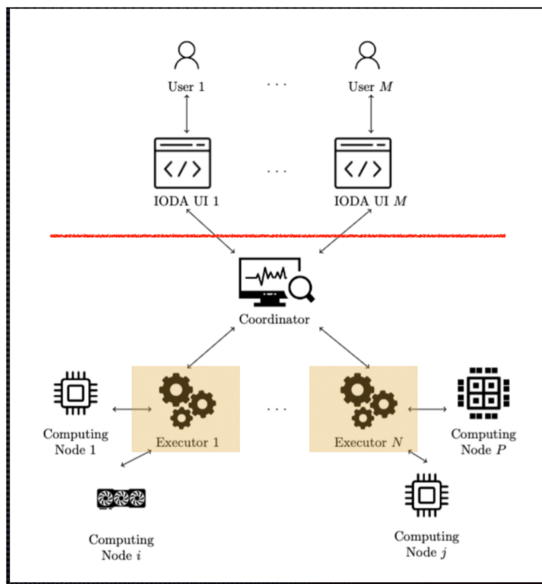 User 1
. . .
User M
</>
. . .
</>
IODA UI 1
IODA UI M
Coordinator
. . .
Executor 1
Executor N
Computing
Node 1
Computing
Node P
Computing
Node i
Computing
Node j